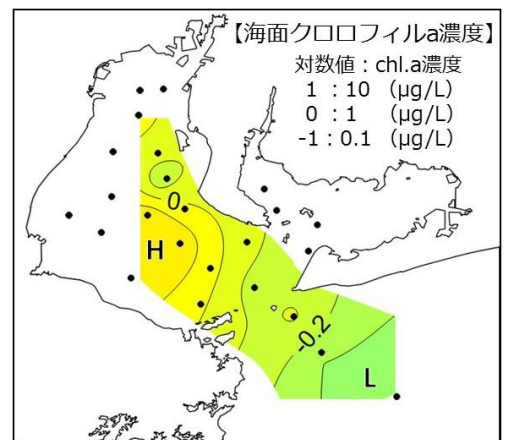 【海面クロロフィルa濃度】
対数値：chl.a濃度
1 ：10 （μg/L）
0 ：1 （μg/L）
-1：0.1 （μg/L）
0
H
-0.2
L